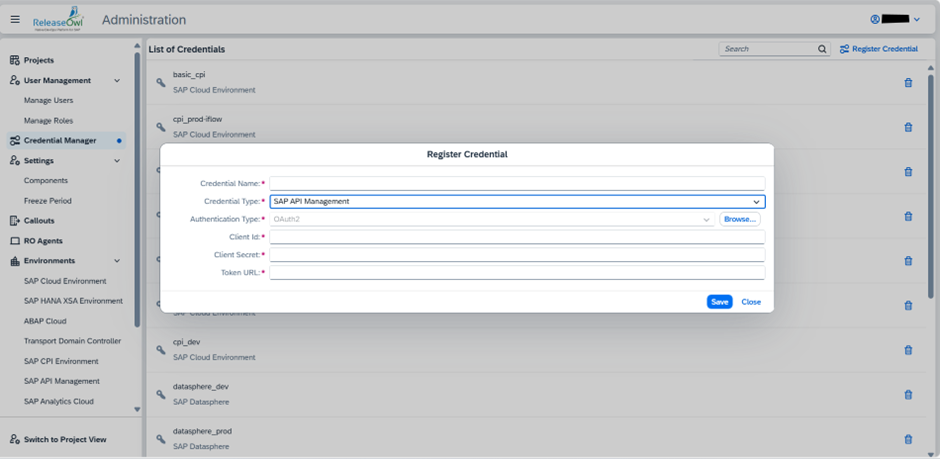 ReleaseOwl
Administration
Projects
User Management
Manage Users
Manage Roles
Credential Manager
Settings
Components
Freeze Period
Callouts
RO Agents
Environments
SAP Cloud Environment
SAP HANA XSA Environment
ABAP Cloud
Transport Domain Controller
SAP CPI Environment
SAP API Management
SAP Analytics Cloud
Switch to Project View
List of Credentials
Search
Register Credential
basic_cpi
SAP Cloud Environment
cpi_prod-iflow
SAP Cloud Environment
Register Credential
Credential Name:*
Credential Type:* SAP API Management
Authentication Type:* OAuth2 Browse...
Client Id:*
Client Secret:*
Token URL:*
Save Close
SAP Cloud Environment
cpi_dev
SAP Cloud Environment
datasphere_dev
SAP Datasphere
datasphere_prod
SAP Datasphere